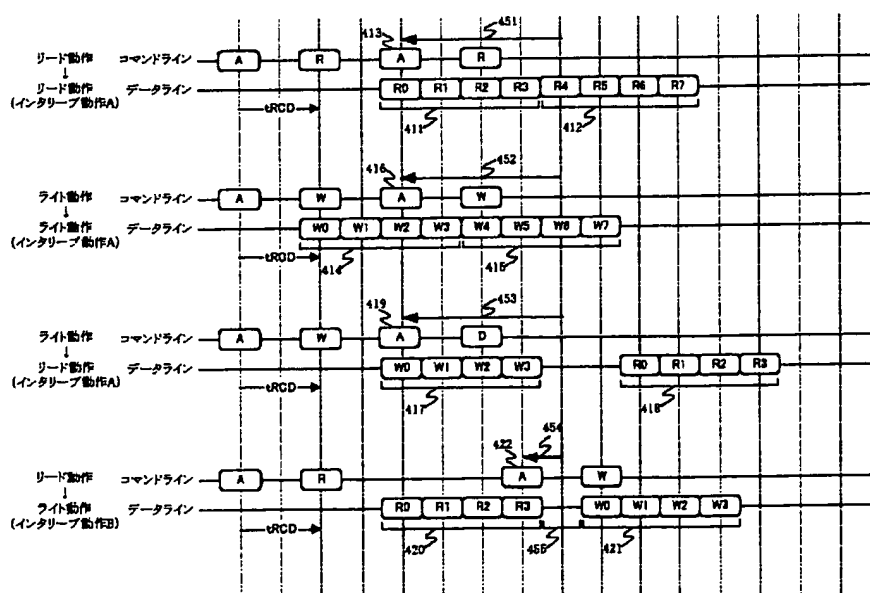 413 451
リード動作 コマンドライン A R A R
↓
リード動作 データライン R0 R1 R2 R3 R4 R5 R6 R7
(インタリーブ動作A)
tRCD 411 412
416 452
ライト動作 コマンドライン A W A W
↓
ライト動作 データライン W0 W1 W2 W3 W4 W5 W6 W7
(インタリーブ動作A)
tRCD 414 415
419 453
ライト動作 コマンドライン A W A D
↓
リード動作 データライン W0 W1 W2 W3 R0 R1 R2 R3
(インタリーブ動作A)
tRCD 417 418
422 454
リード動作 コマンドライン A R A W
↓
ライト動作 データライン R0 R1 R2 R3 W0 W1 W2 W3
(インタリーブ動作B)
tRCD 420 455 421